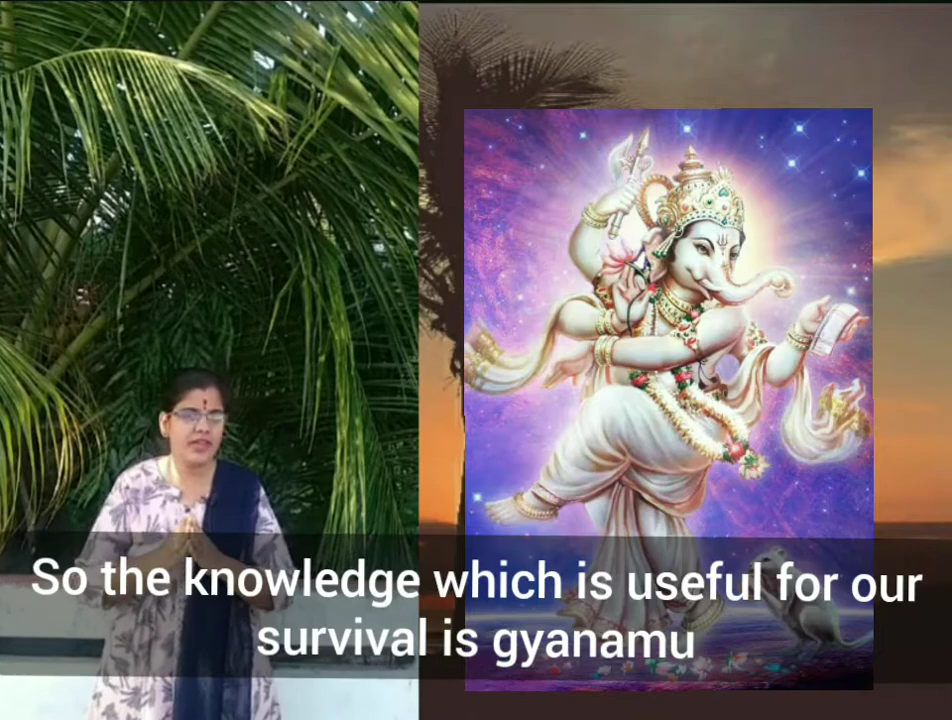 So the knowledge which is useful for our
survival is gyanamu